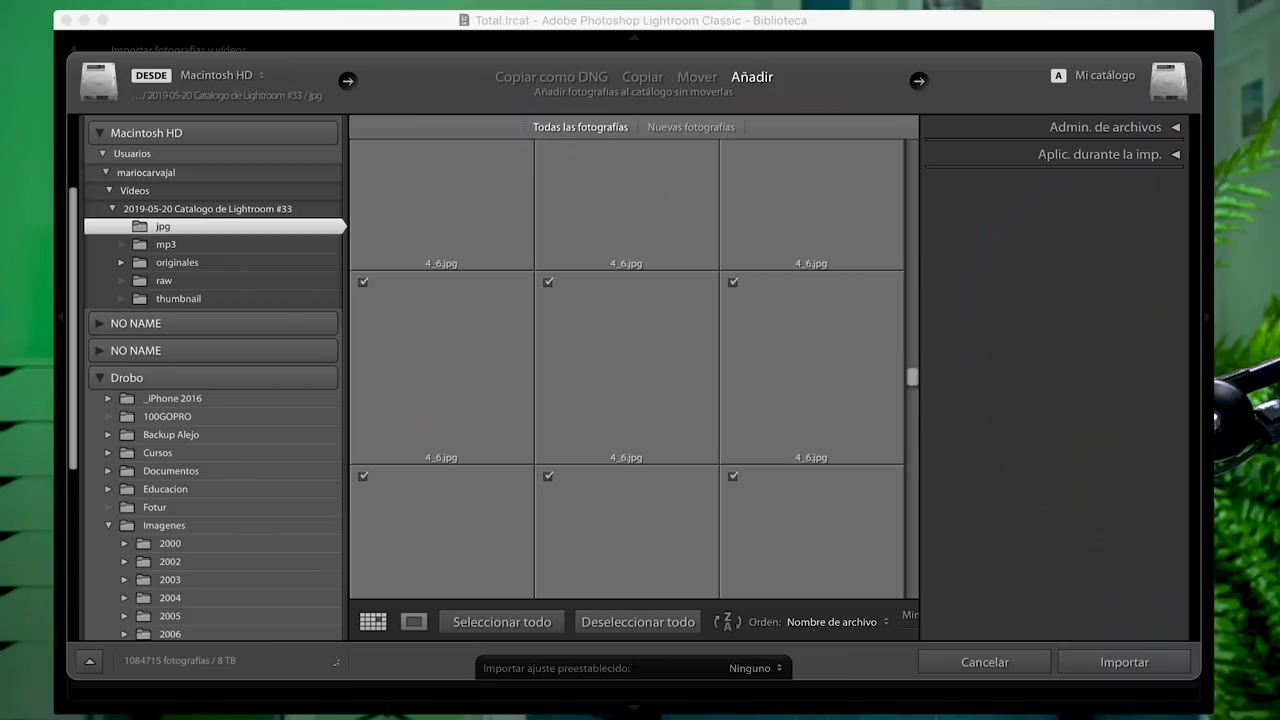 Total.lrcat - Adobe Photoshop Lightroom Classic - Biblioteca
Importar fotografías y vídeos
DESDE
Macintosh HD
.../ 2019-05-20 Catalogo de Lightroom #33 / jpg
Copiar como DNG
Copiar
Mover
Añadir
Añadir fotografías al catálogo sin moverlas
A
Mi catálogo
Macintosh HD
Usuarios
mariocarvajal
Vídeos
2019-05-20 Catalogo de Lightroom #33
jpg
mp3
originales
raw
thumbnail
NO NAME
NO NAME
Drobo
_iPhone 2016
100GOPRO
Backup Alejo
Cursos
Documentos
Educacion
Fotur
Imagenes
2000
2002
2003
2004
2005
2006
1084715 fotografías / 8 TB
Todas las fotografías
Nuevas fotografías
4_6.jpg
4_6.jpg
4_6.jpg
4_6.jpg
4_6.jpg
4_6.jpg
Seleccionar todo
Deseleccionar todo
Z
A
Orden:
Nombre de archivo
Min
Importar ajuste preestablecido:
Ninguno
Admin. de archivos
Aplic. durante la imp.
Cancelar
Importar